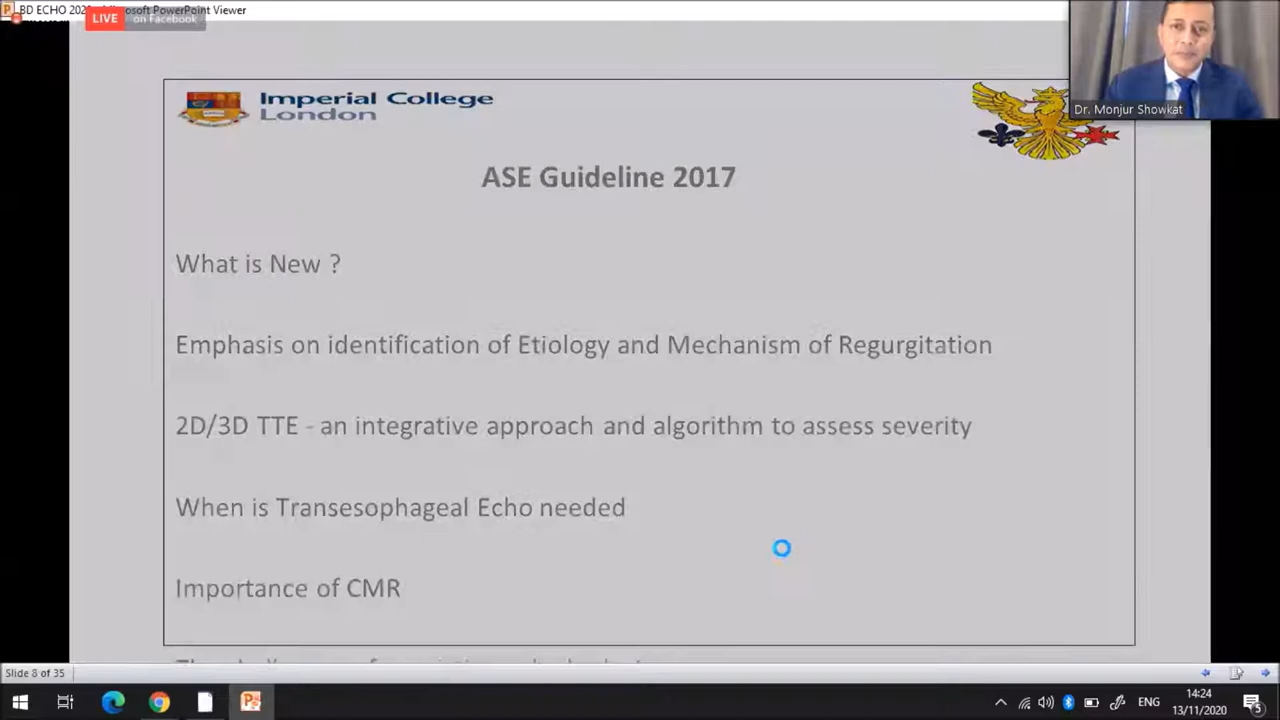 BD ECHO 202
Microsoft PowerPoint Viewer
LIVE on Facebook
Dr. Monjur Showkat
Imperial College
London
ASE Guideline 2017
What is New ?
Emphasis on identification of Etiology and Mechanism of Regurgitation
2D/3D TTE - an integrative approach and algorithm to assess severity
When is Transesophageal Echo needed
Importance of CMR
Slide 8 of 35
ENG
14:24
13/11/2020
5